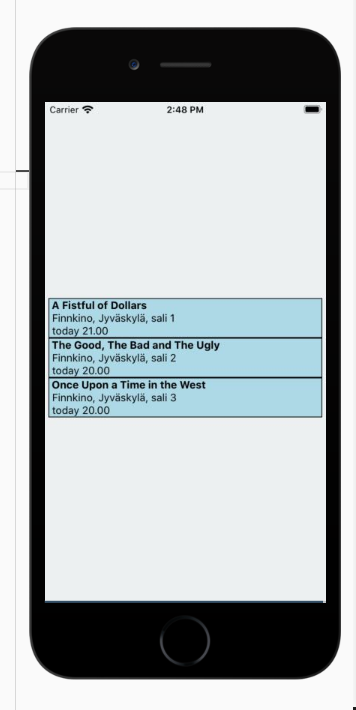 Carrier
2:48 PM
A Fistful of Dollars
Finnkino, Jyväskylä, sali 1
today 21.00
The Good, The Bad and The Ugly
Finnkino, Jyväskylä, sali 2
today 20.00
Once Upon a Time in the West
Finnkino, Jyväskylä, sali 3
today 20.00